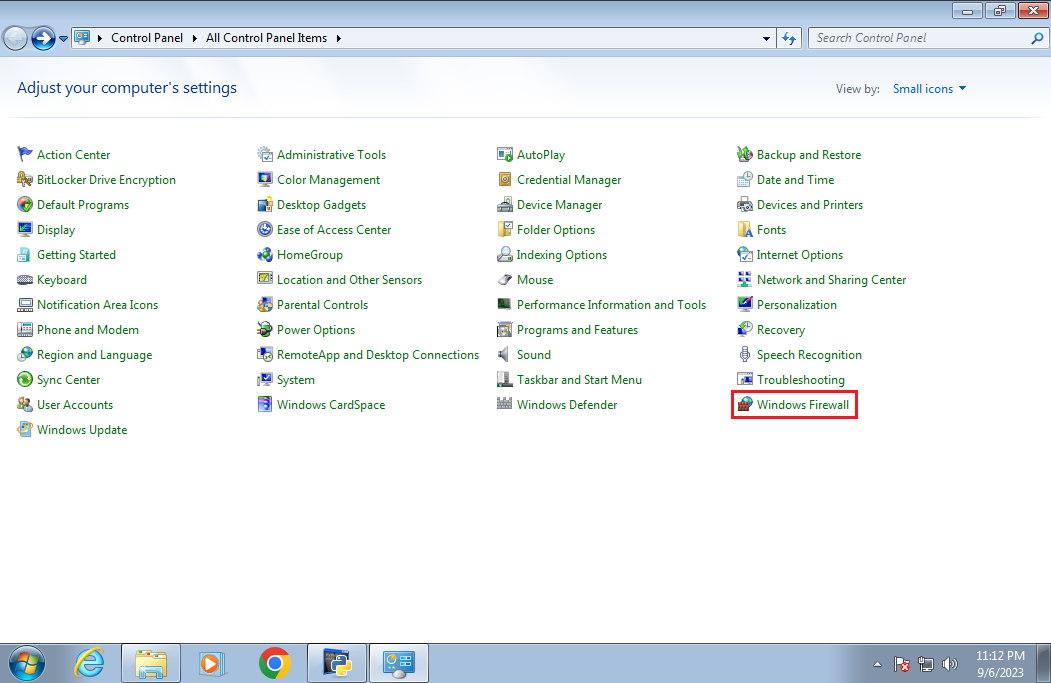 Control Panel All Control Panel Items
Search Control Panel
Adjust your computer's settings
View by: Small icons
Action Center
Administrative Tools
AutoPlay
Backup and Restore
BitLocker Drive Encryption
Color Management
Credential Manager
Date and Time
Default Programs
Desktop Gadgets
Device Manager
Devices and Printers
Display
Ease of Access Center
Folder Options
Fonts
Getting Started
HomeGroup
Indexing Options
Internet Options
Keyboard
Location and Other Sensors
Mouse
Network and Sharing Center
Notification Area Icons
Parental Controls
Performance Information and Tools
Personalization
Phone and Modem
Power Options
Programs and Features
Recovery
Region and Language
RemoteApp and Desktop Connections
Sound
Speech Recognition
Sync Center
System
Taskbar and Start Menu
Troubleshooting
User Accounts
Windows CardSpace
Windows Defender
Windows Firewall
Windows Update
11:12 PM
9/6/2023